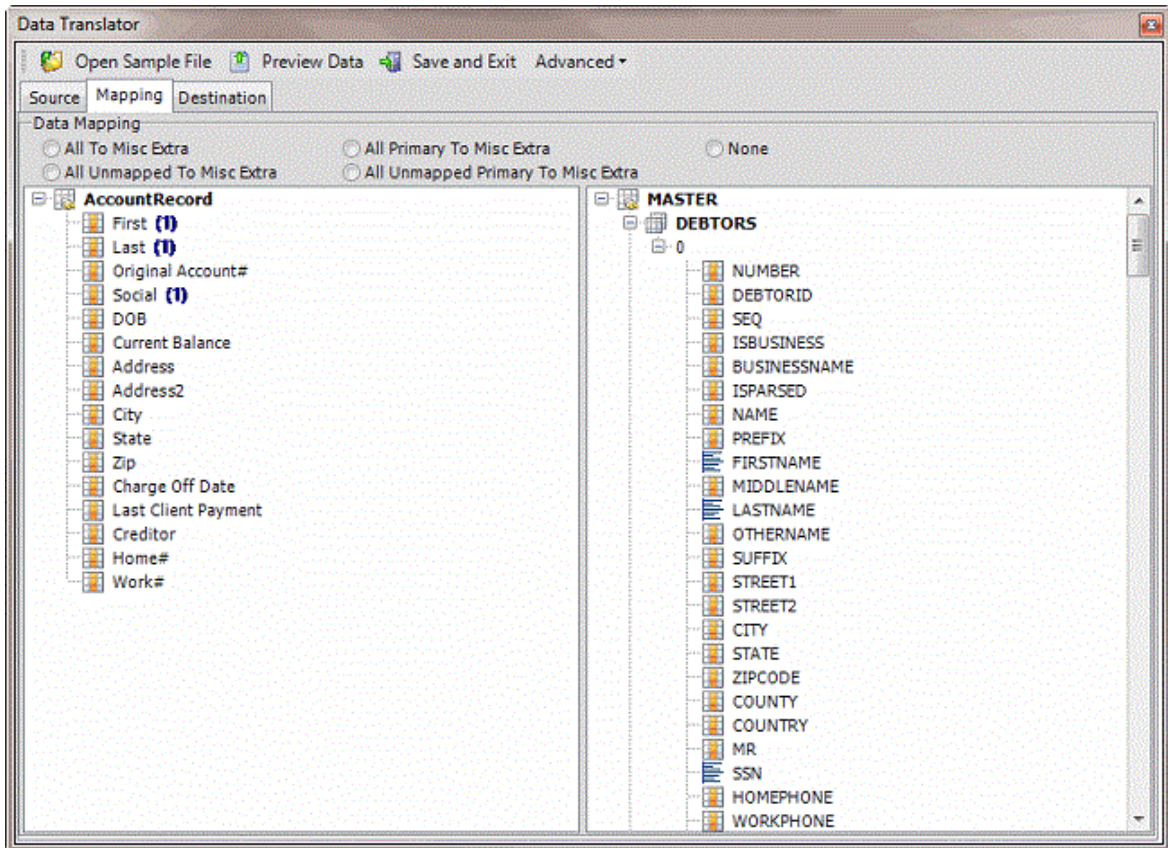 Data Translator
Open Sample File Preview Data Save and Exit Advanced
Source Mapping Destination
Data Mapping
All To Misc Extra All Primary To Misc Extra None
All Unmapped To Misc Extra All Unmapped Primary To Misc Extra
AccountRecord
First (1)
Last (1)
Original Account#
Social (1)
DOB
Current Balance
Address
Address2
City
State
Zip
Charge Off Date
Last Client Payment
Creditor
Home#
Work#
MASTER
DEBTORS
0
NUMBER
DEBTORID
SEQ
ISBUSINESS
BUSINESSNAME
ISPARSED
NAME
PREFIX
FIRSTNAME
MIDDLENAME
LASTNAME
OTHERNAME
SUFFIX
STREET1
STREET2
CITY
STATE
ZIPCODE
COUNTY
COUNTRY
MR
SSN
HOMEPHONE
WORKPHONE